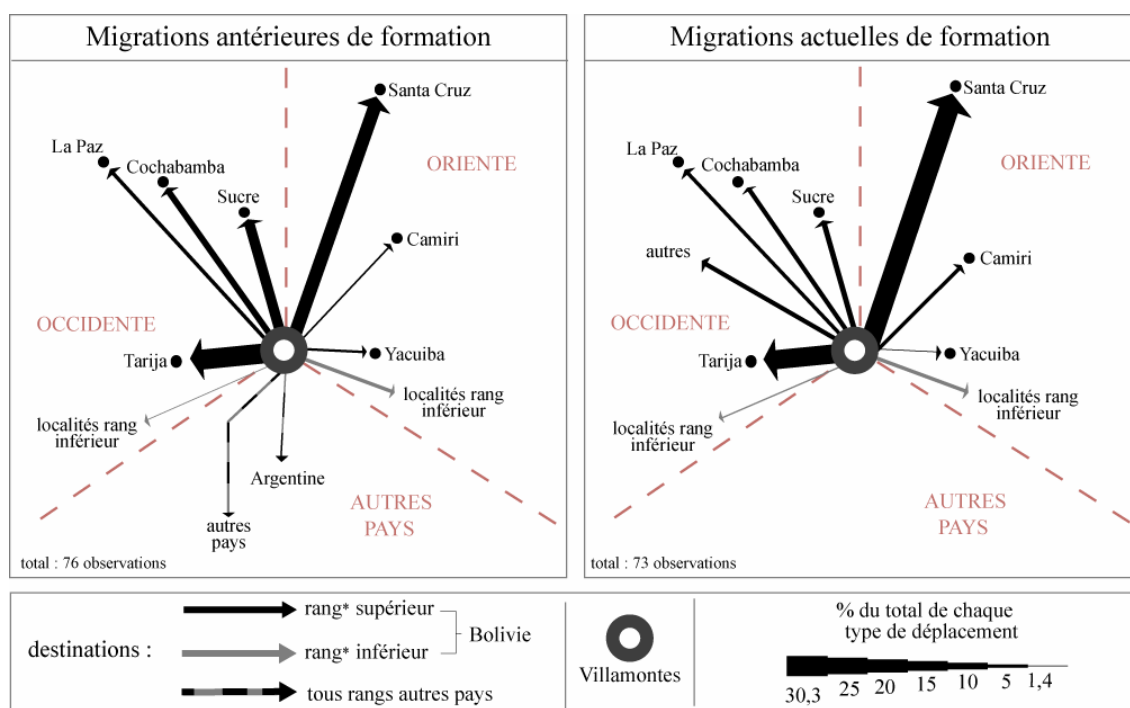 Migrations antérieures de formation
Santa Cruz
La Paz
Cochabamba
ORIENTE
Sucre
Camiri
OCCIDENTE
Tarija
Yacuiba
localités rang
inférieur
localités rang
inférieur
Argentine
AUTRES
PAYS
autres
pays
total : 76 observations
Migrations actuelles de formation
Santa Cruz
La Paz
Cochabamba
ORIENTE
Sucre
autres
Camiri
OCCIDENTE
Tarija
Yacuiba
localités rang
inférieur
localités rang
inférieur
AUTRES
PAYS
total : 73 observations
destinations :
rang* supérieur
Bolivie
rang* inférieur
tous rangs autres pays
Villamontes
% du total de chaque
type de déplacement
30,3 25 20 15 10 5 1,4